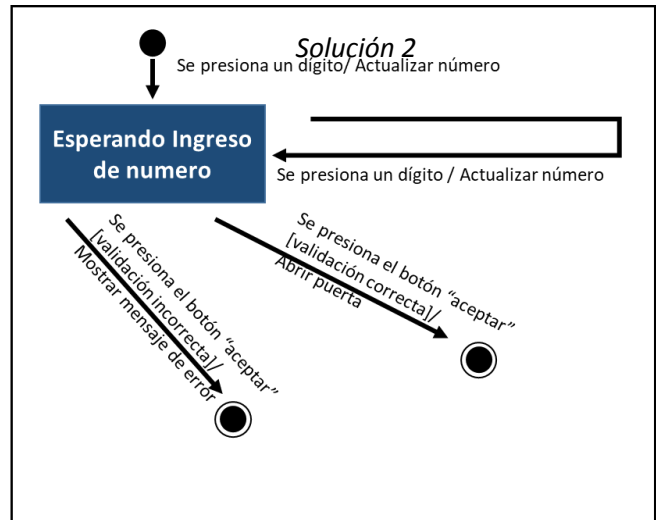 Solución 2
Se presiona un dígito/ Actualizar número
Esperando Ingreso
de numero
Se presiona un dígito / Actualizar número
Se presiona el botón "aceptar"
[validación correcta]/
Abrir puerta
Se presiona el botón "aceptar"
[validación incorrecta]/
Mostrar mensaje de error